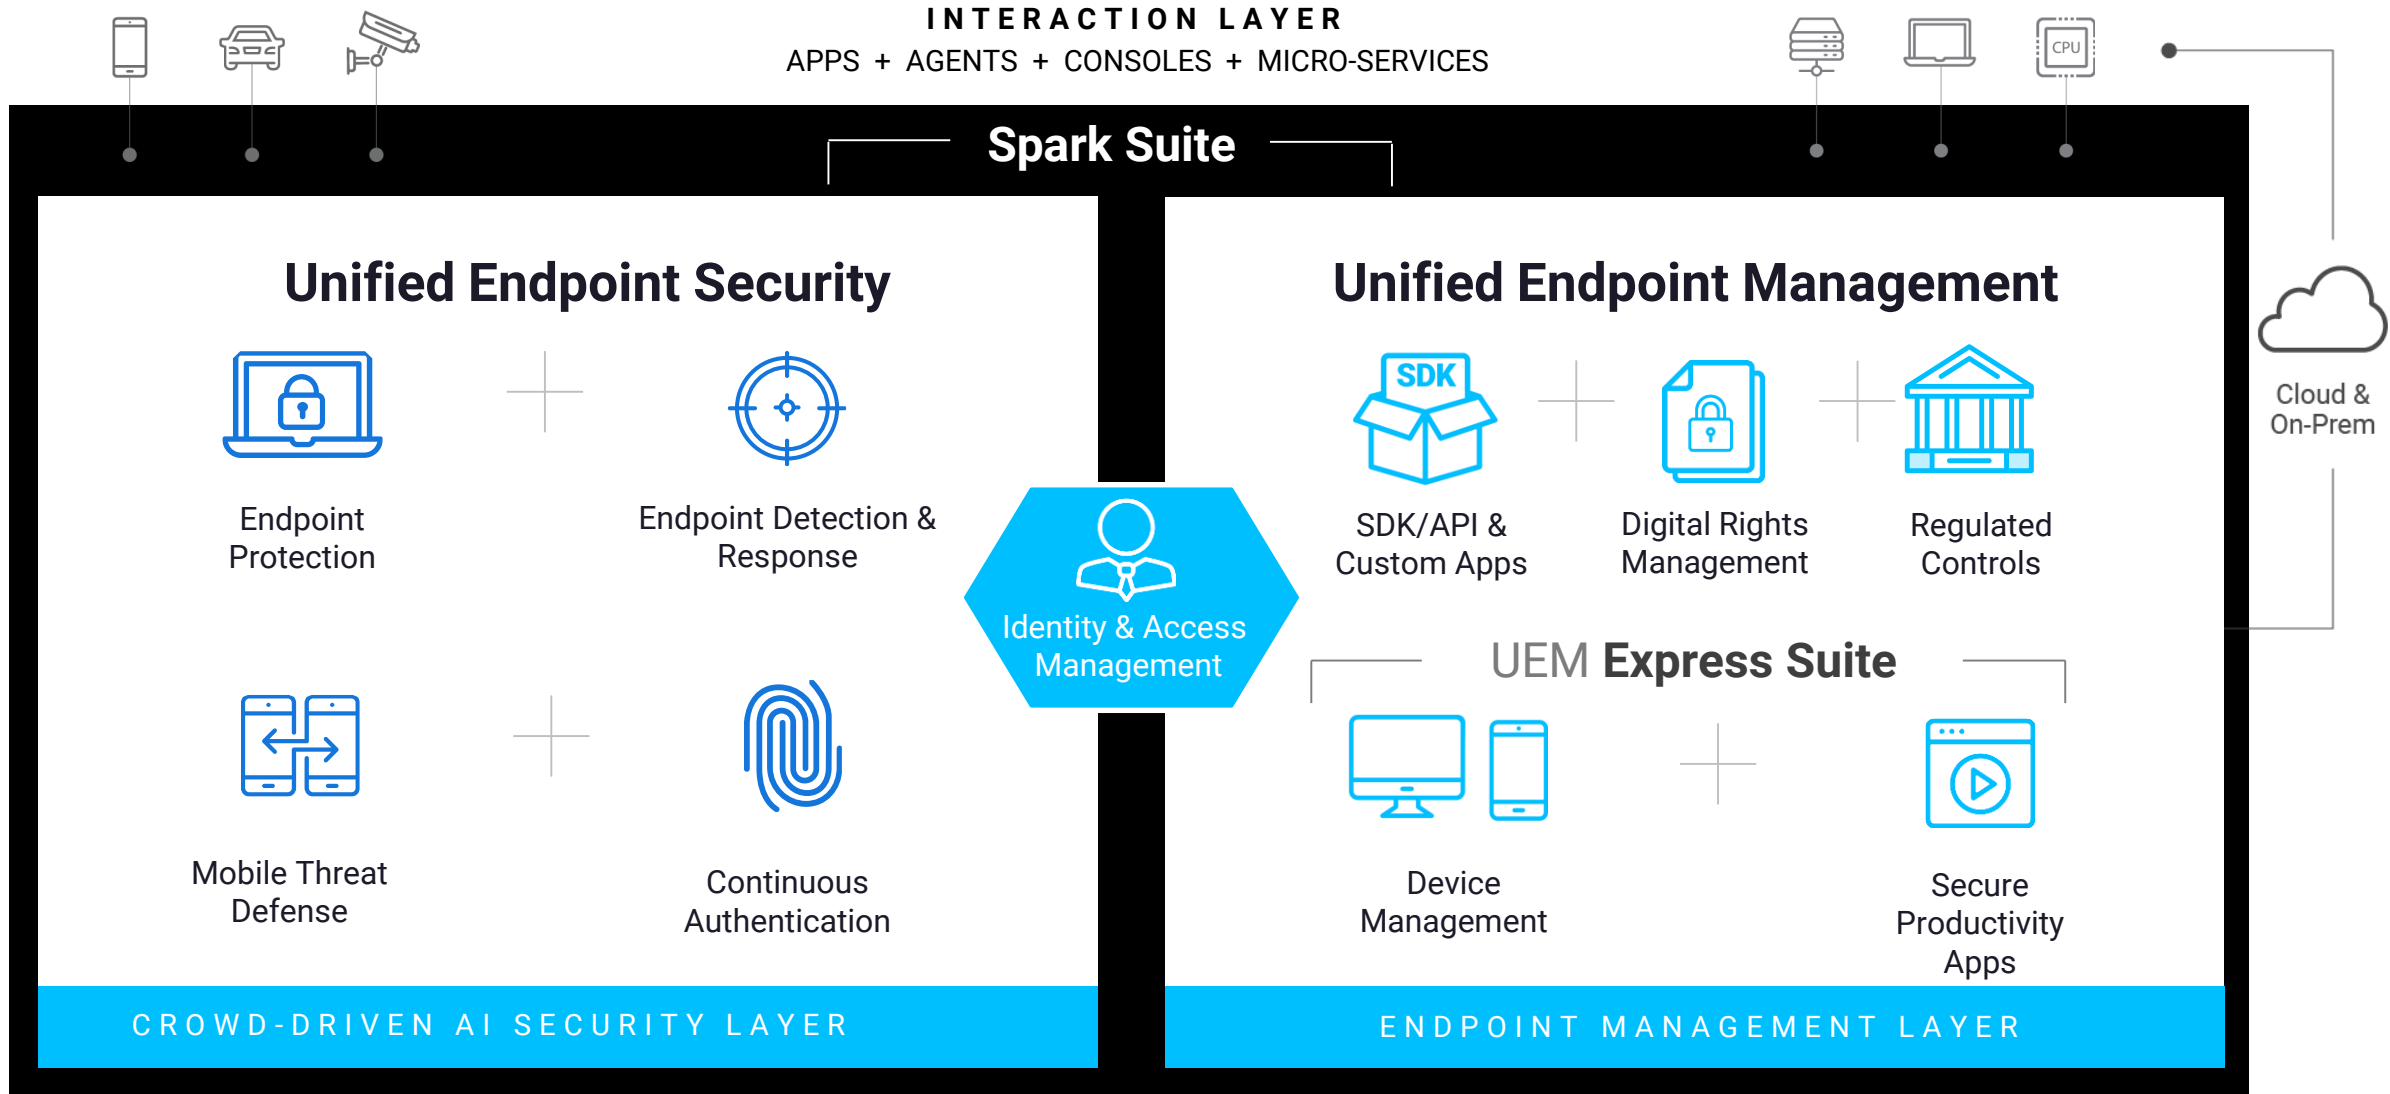 INTERACTION LAYER
APPS + AGENTS + CONSOLES + MICRO-SERVICES
CPU
Spark Suite
Unified Endpoint Security
Endpoint
Protection
Endpoint Detection &
Response
Mobile Threat
Defense
Continuous
Authentication
CROWD-DRIVEN AI SECURITY LAYER
Identity & Access
Management
Unified Endpoint Management
SDK
SDK/API &
Custom Apps
Digital Rights
Management
Regulated
Controls
UEM Express Suite
Device
Management
Secure
Productivity
Apps
ENDPOINT MANAGEMENT LAYER
Cloud &
On-Prem